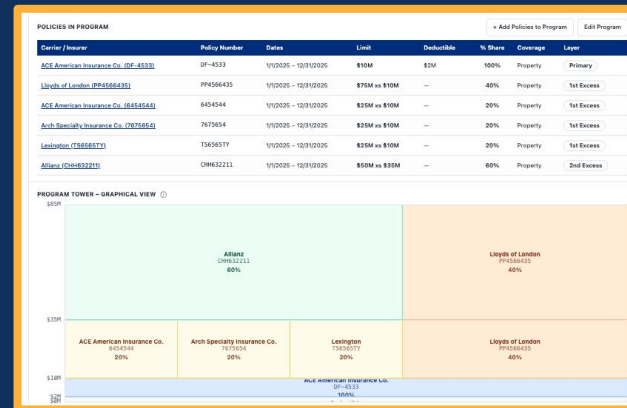 POLICIES IN PROGRAM + Add Policies to Program Edit Program
Carrier / Insurer Policy Number Dates Limit Deductible % Share Coverage Layer
ACE American Insurance Co. (DF-4533) DF-4533 1/1/2025 – 12/31/2025 $10M $2M 100% Property Primary
Lloyds of London (PP4566435) PP4566435 1/1/2025 – 12/31/2025 $75M xs $10M — 40% Property 1st Excess
ACE American Insurance Co. (6454544) 6454544 1/1/2025 – 12/31/2025 $25M xs $10M — 20% Property 1st Excess
Arch Specialty Insurance Co. (7675654) 7675654 1/1/2025 – 12/31/2025 $25M xs $10M — 20% Property 1st Excess
Lexington (TS6565TY) TS6565TY 1/1/2025 – 12/31/2025 $25M xs $10M — 20% Property 1st Excess
Allianz (CHH632211) CHH632211 1/1/2025 – 12/31/2025 $50M xs $35M — 60% Property 2nd Excess
PROGRAM TOWER – GRAPHICAL VIEW
$85M
Allianz Lloyds of London
CHH632211 PP4566435
60% 40%
$35M
ACE American Insurance Co. Arch Specialty Insurance Co. Lexington Lloyds of London
6454544 7675654 TS6565TY PP4566435
20% 20% 20% 40%
$10M
ACE American Insurance Co.
DF-4533
100%
$2M
$0M